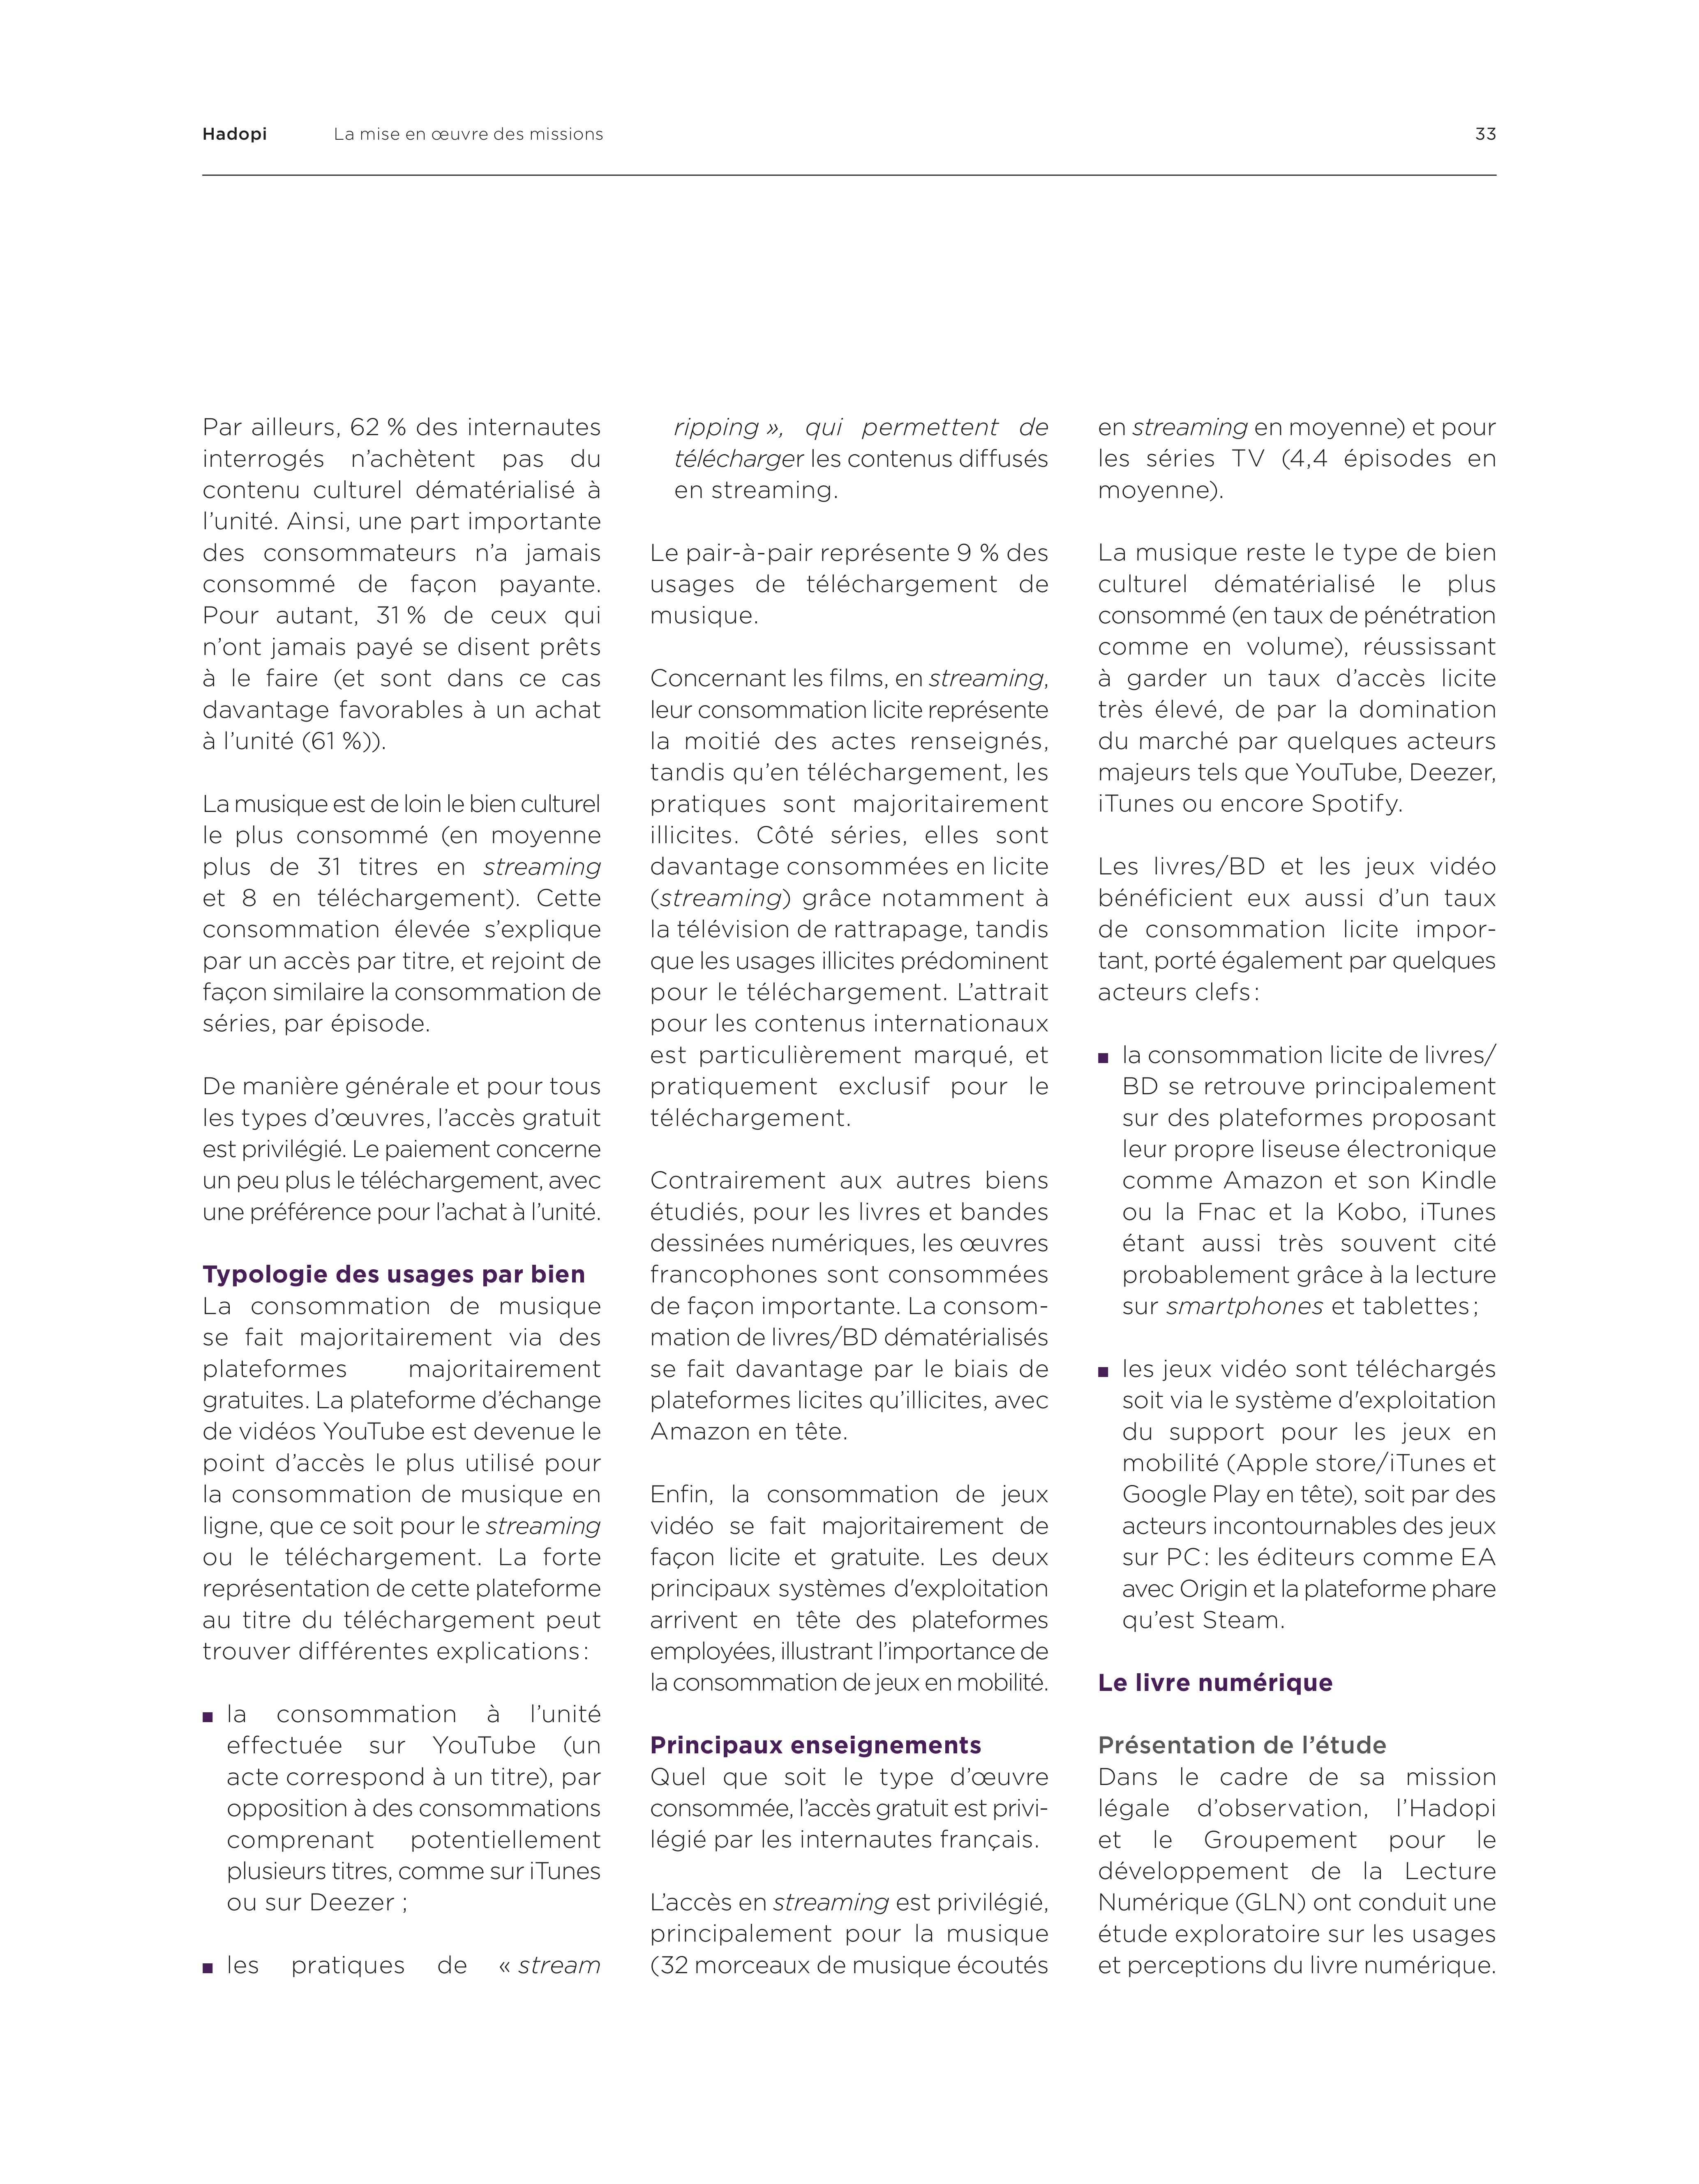 Hadopi La mise en œuvre des missions 33
Par ailleurs, 62 % des internautes
interrogés n’achètent pas du
contenu culturel dématérialisé à
l’unité. Ainsi, une part importante
des consommateurs n’a jamais
consommé de façon payante.
Pour autant, 31 % de ceux qui
n’ont jamais payé se disent prêts
à le faire (et sont dans ce cas
davantage favorables à un achat
à l’unité (61 %)).
La musique est de loin le bien culturel
le plus consommé (en moyenne
plus de 31 titres en streaming
et 8 en téléchargement). Cette
consommation élevée s’explique
par un accès par titre, et rejoint de
façon similaire la consommation de
séries, par épisode.
De manière générale et pour tous
les types d’œuvres, l’accès gratuit
est privilégié. Le paiement concerne
un peu plus le téléchargement, avec
une préférence pour l’achat à l’unité.
Typologie des usages par bien
La consommation de musique
se fait majoritairement via des
plateformes majoritairement
gratuites. La plateforme d’échange
de vidéos YouTube est devenue le
point d’accès le plus utilisé pour
la consommation de musique en
ligne, que ce soit pour le streaming
ou le téléchargement. La forte
représentation de cette plateforme
au titre du téléchargement peut
trouver différentes explications :
■ la consommation à l’unité
effectuée sur YouTube (un
acte correspond à un titre), par
opposition à des consommations
comprenant potentiellement
plusieurs titres, comme sur iTunes
ou sur Deezer ;
■ les pratiques de « stream
ripping », qui permettent de
télécharger les contenus diffusés
en streaming.
Le pair-à-pair représente 9 % des
usages de téléchargement de
musique.
Concernant les films, en streaming,
leur consommation licite représente
la moitié des actes renseignés,
tandis qu’en téléchargement, les
pratiques sont majoritairement
illicites. Côté séries, elles sont
davantage consommées en licite
(streaming) grâce notamment à
la télévision de rattrapage, tandis
que les usages illicites prédominent
pour le téléchargement. L’attrait
pour les contenus internationaux
est particulièrement marqué, et
pratiquement exclusif pour le
téléchargement.
Contrairement aux autres biens
étudiés, pour les livres et bandes
dessinées numériques, les œuvres
francophones sont consommées
de façon importante. La consom-
mation de livres/BD dématérialisés
se fait davantage par le biais de
plateformes licites qu’illicites, avec
Amazon en tête.
Enfin, la consommation de jeux
vidéo se fait majoritairement de
façon licite et gratuite. Les deux
principaux systèmes d'exploitation
arrivent en tête des plateformes
employées, illustrant l’importance de
la consommation de jeux en mobilité.
Principaux enseignements
Quel que soit le type d’œuvre
consommée, l’accès gratuit est privi-
légié par les internautes français.
L’accès en streaming est privilégié,
principalement pour la musique
(32 morceaux de musique écoutés
en streaming en moyenne) et pour
les séries TV (4,4 épisodes en
moyenne).
La musique reste le type de bien
culturel dématérialisé le plus
consommé (en taux de pénétration
comme en volume), réussissant
à garder un taux d’accès licite
très élevé, de par la domination
du marché par quelques acteurs
majeurs tels que YouTube, Deezer,
iTunes ou encore Spotify.
Les livres/BD et les jeux vidéo
bénéficient eux aussi d’un taux
de consommation licite impor-
tant, porté également par quelques
acteurs clefs :
■ la consommation licite de livres/
BD se retrouve principalement
sur des plateformes proposant
leur propre liseuse électronique
comme Amazon et son Kindle
ou la Fnac et la Kobo, iTunes
étant aussi très souvent cité
probablement grâce à la lecture
sur smartphones et tablettes ;
■ les jeux vidéo sont téléchargés
soit via le système d'exploitation
du support pour les jeux en
mobilité (Apple store/iTunes et
Google Play en tête), soit par des
acteurs incontournables des jeux
sur PC : les éditeurs comme EA
avec Origin et la plateforme phare
qu’est Steam.
Le livre numérique
Présentation de l’étude
Dans le cadre de sa mission
légale d’observation, l’Hadopi
et le Groupement pour le
développement de la Lecture
Numérique (GLN) ont conduit une
étude exploratoire sur les usages
et perceptions du livre numérique.